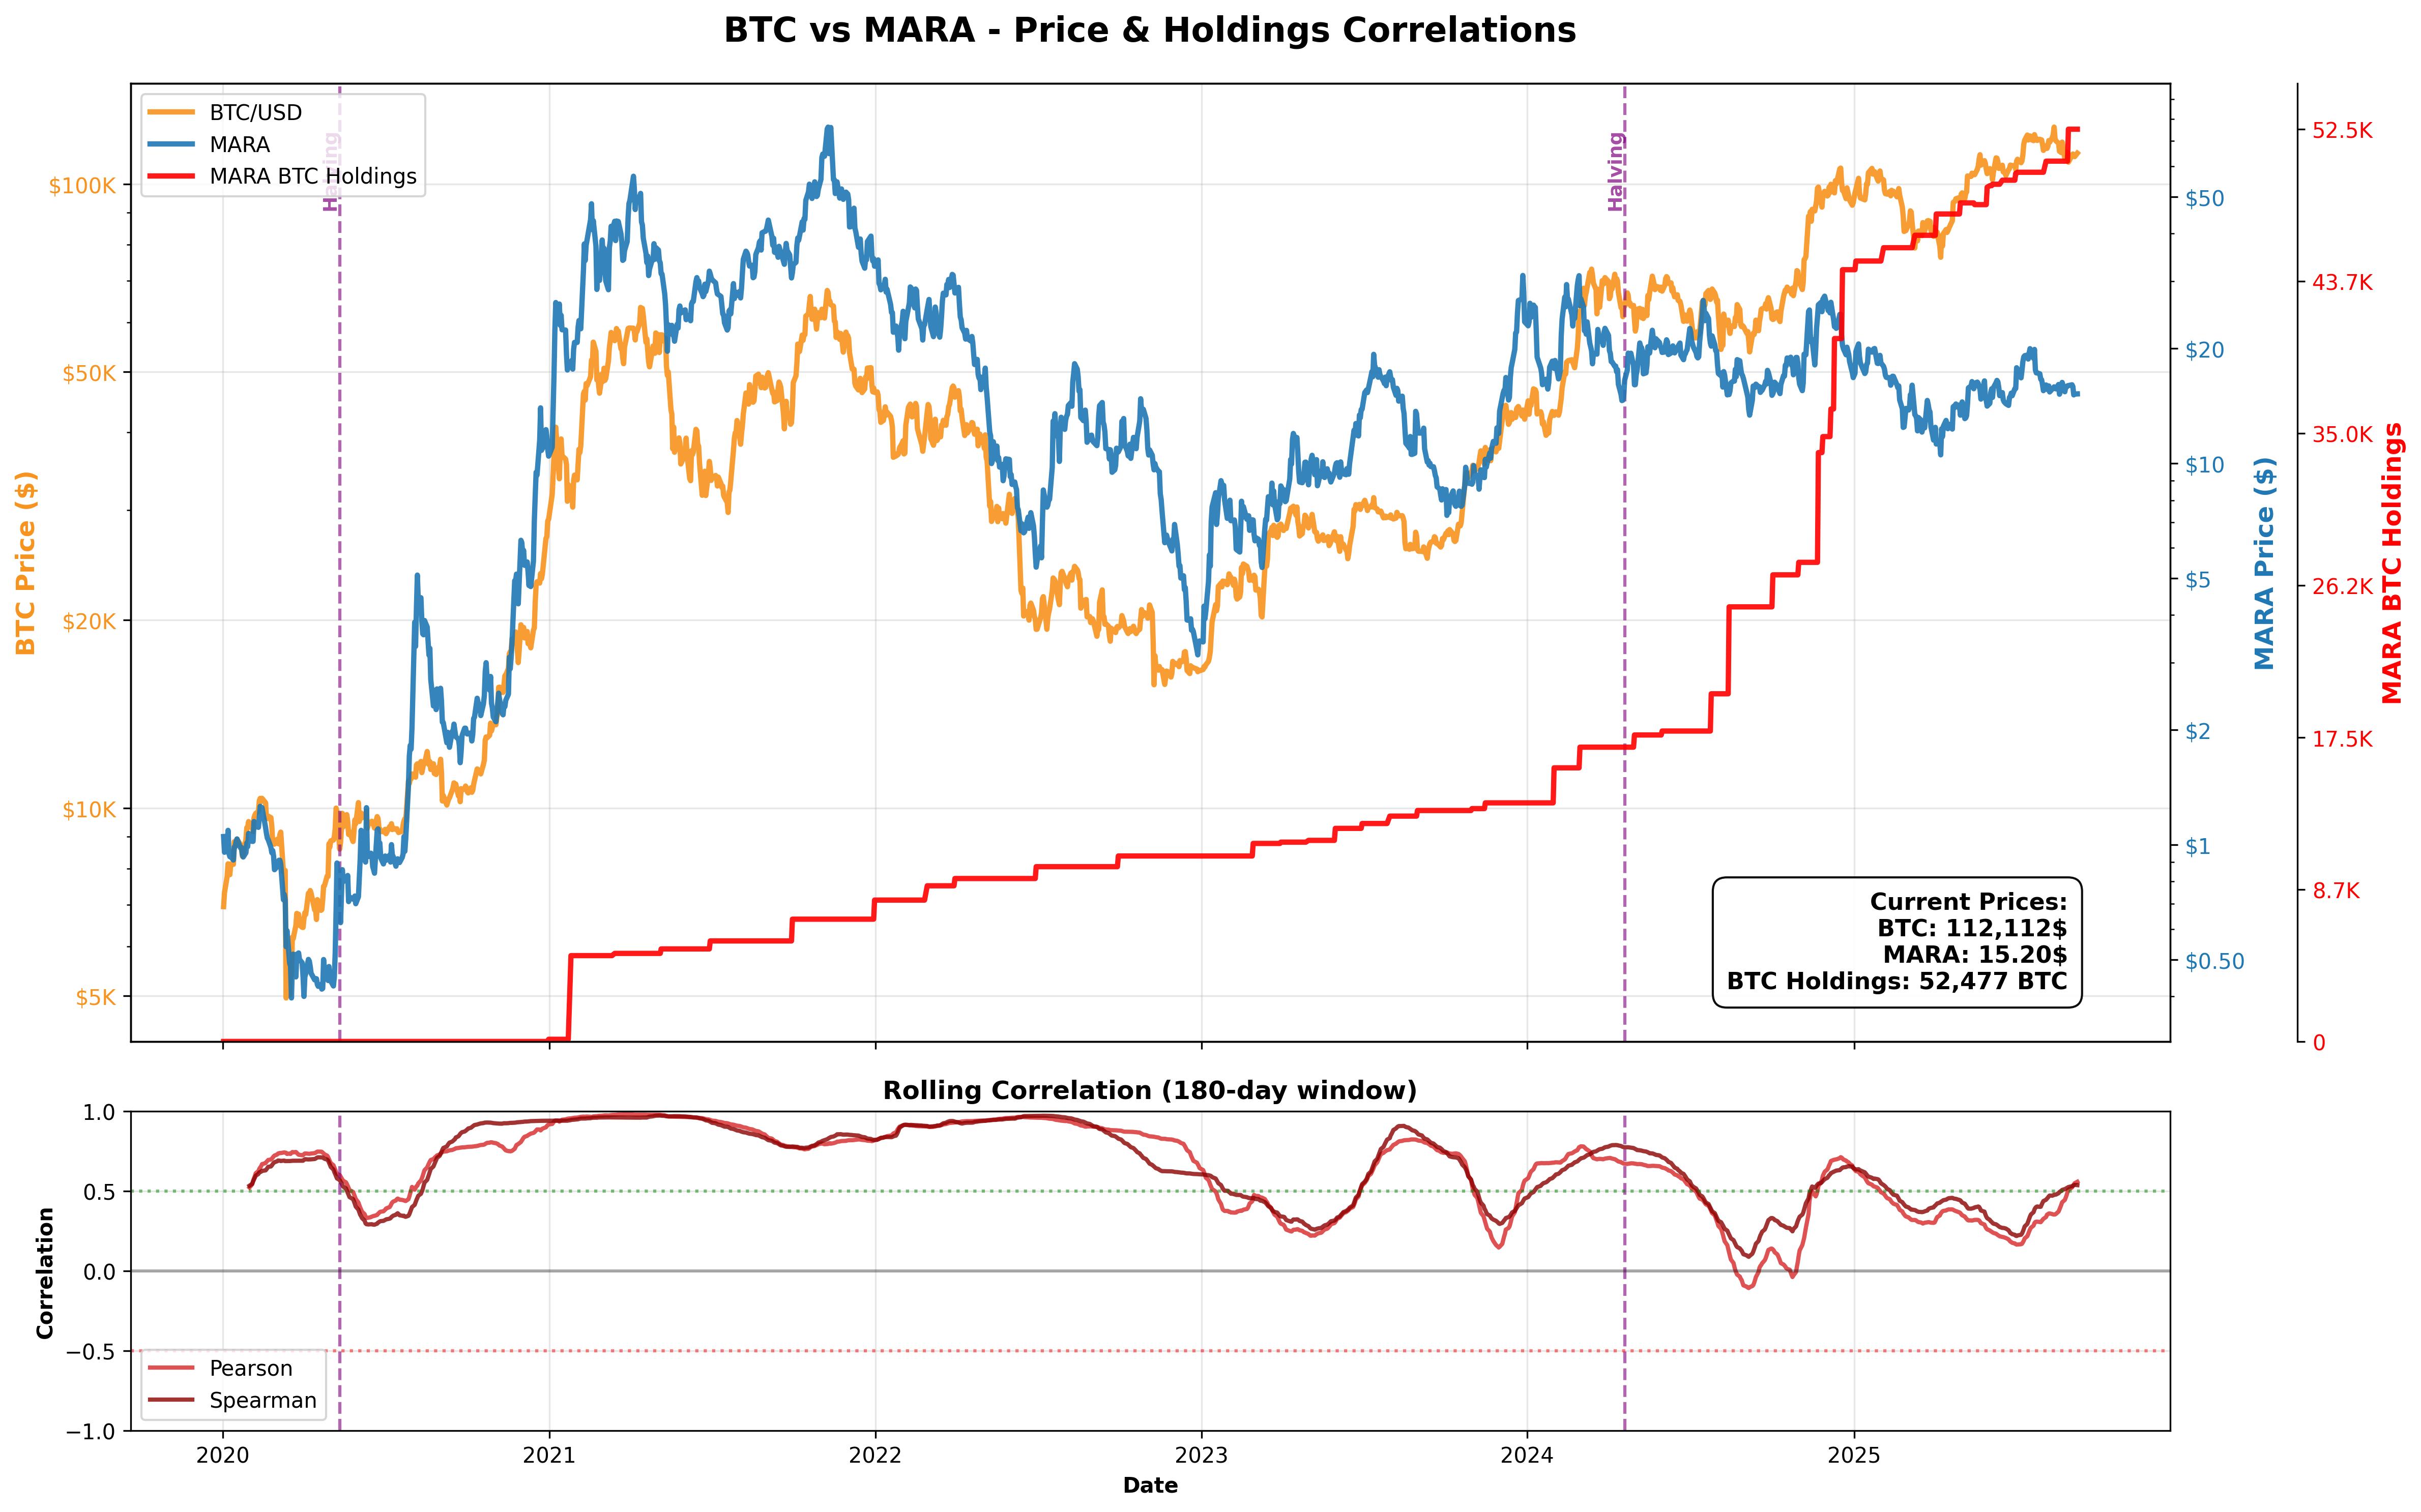 BTC vs MARA - Price & Holdings Correlations
BTC/USD
MARA
MARA BTC Holdings
Halving
Halving
$100K
$50K
$20K
$10K
$5K
BTC Price ($)
$50
$20
$10
$5
$2
$1
$0.50
MARA Price ($)
52.5K
43.7K
35.0K
26.2K
17.5K
8.7K
0
MARA BTC Holdings
Current Prices:
BTC: 112,112$
MARA: 15.20$
BTC Holdings: 52,477 BTC
Rolling Correlation (180-day window)
1.0
0.5
0.0
−0.5
−1.0
Correlation
Pearson
Spearman
2020
2021
2022
2023
2024
2025
Date